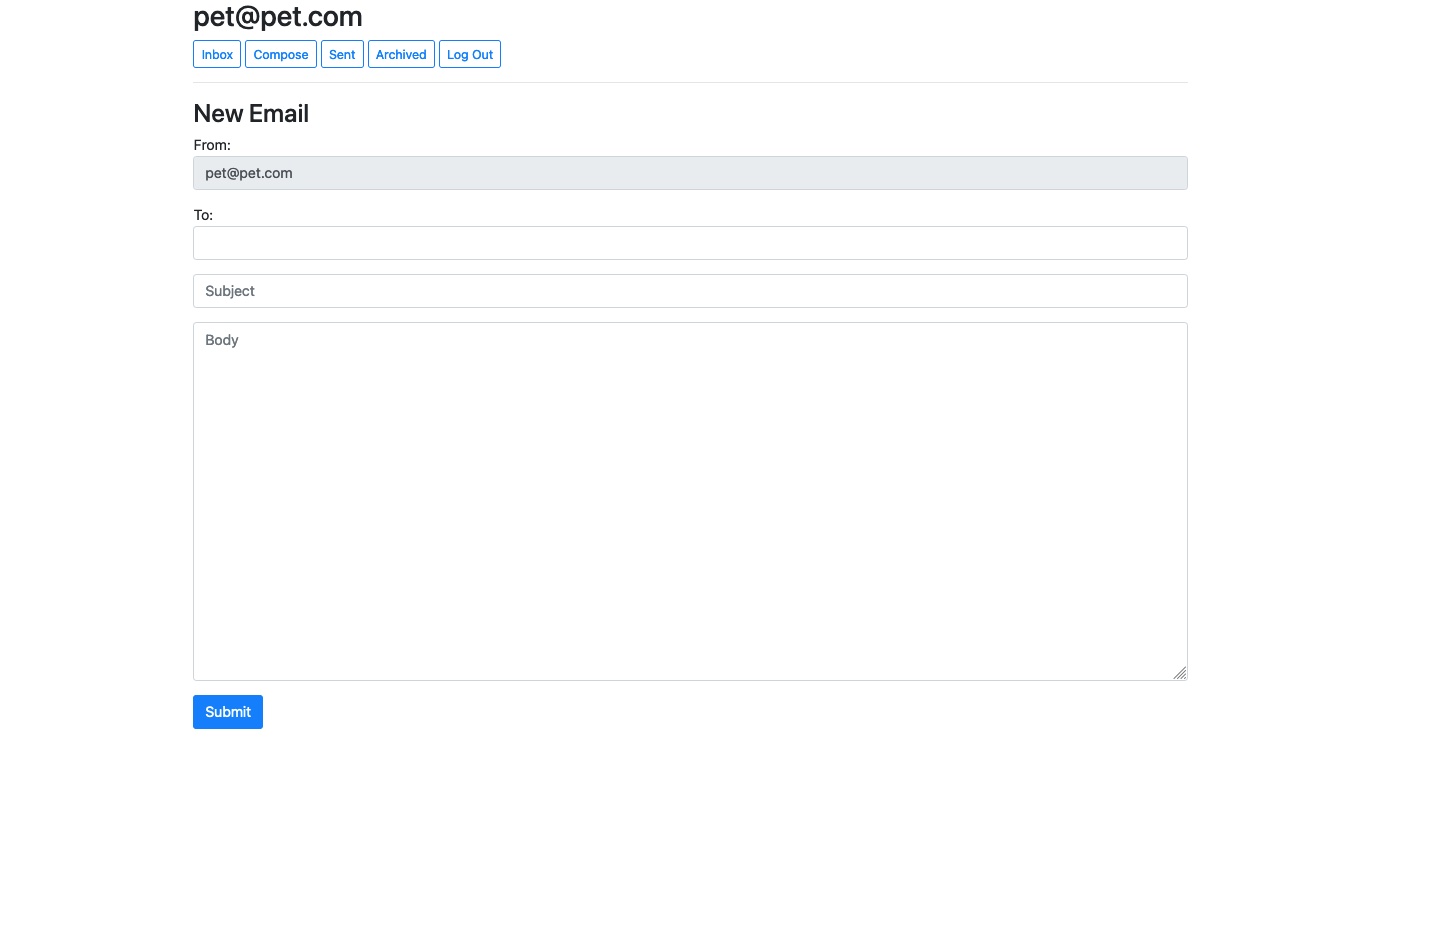 pet@pet.com
Inbox Compose Sent Archived Log Out
New Email
From:
pet@pet.com
To:
Subject
Body
Submit